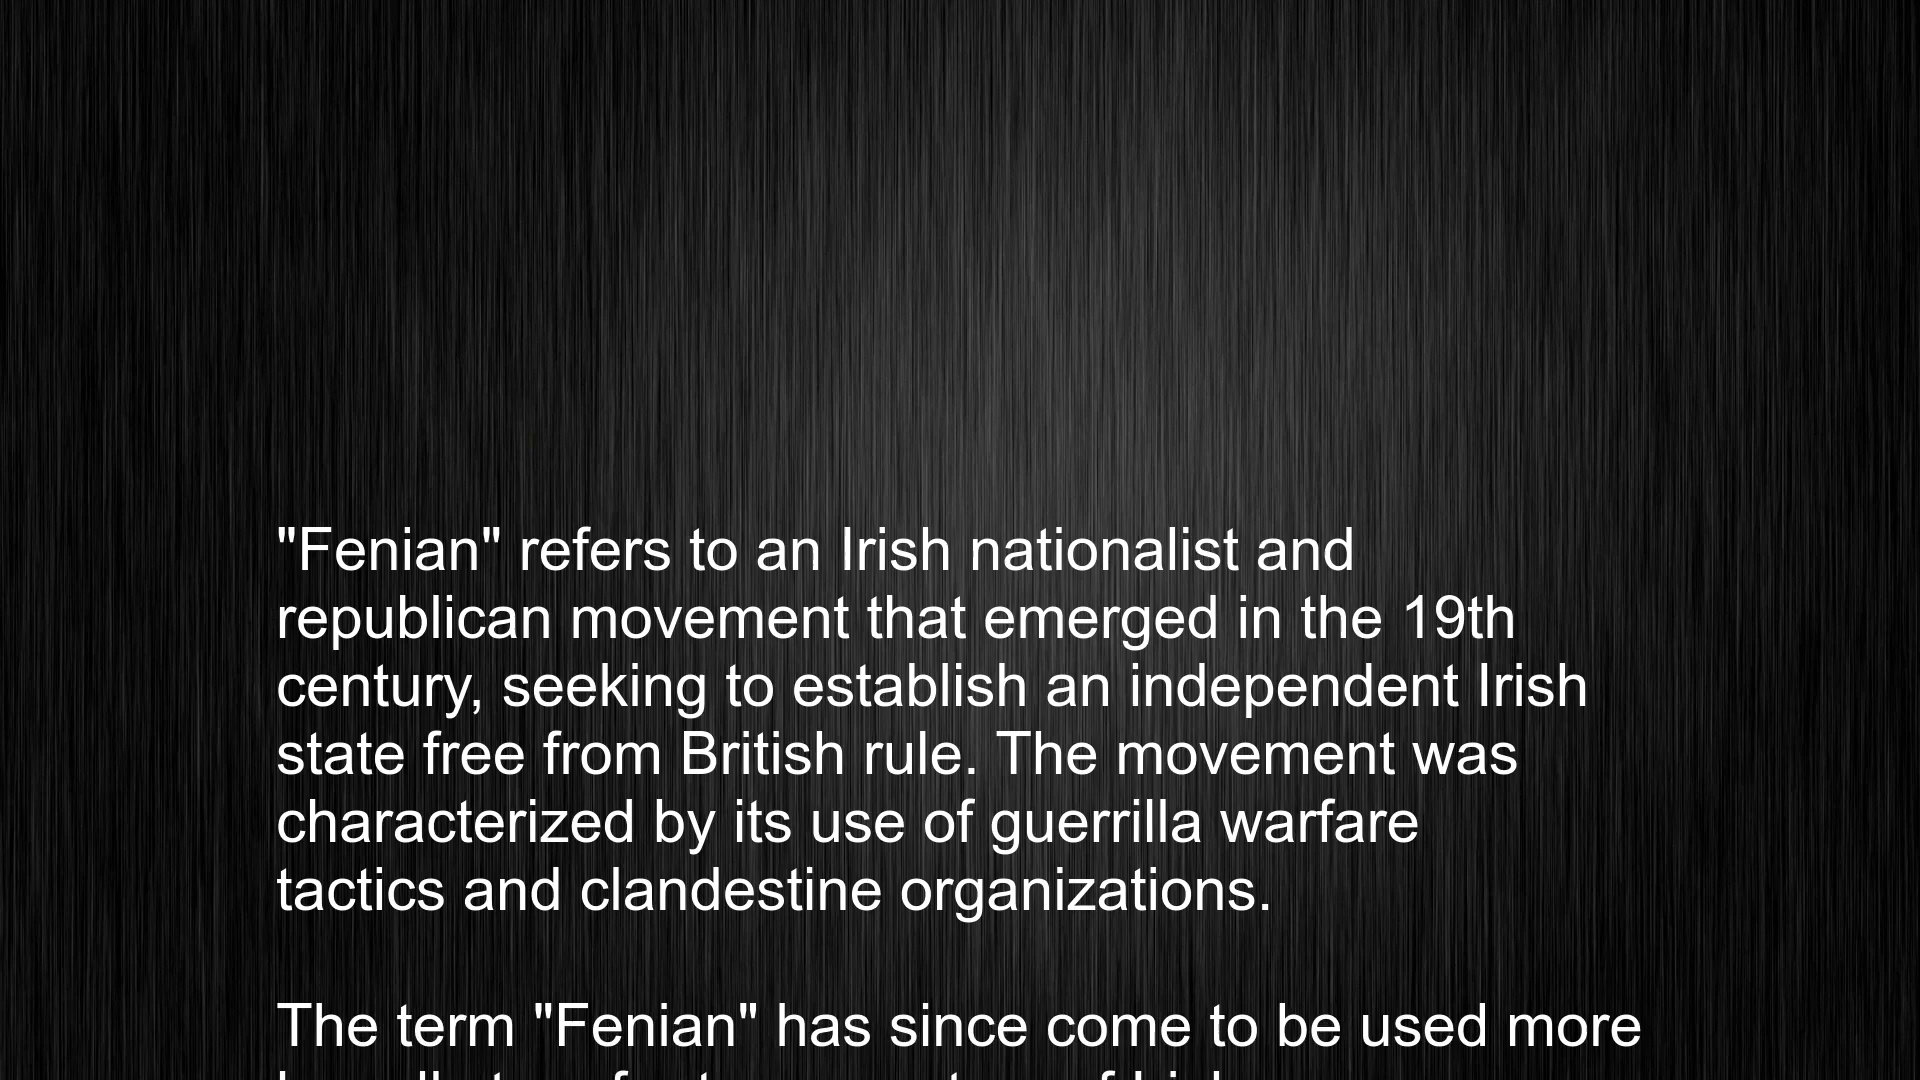 "Fenian" refers to an Irish nationalist and
republican movement that emerged in the 19th
century, seeking to establish an independent Irish
state free from British rule. The movement was
characterized by its use of guerrilla warfare
tactics and clandestine organizations.
The term "Fenian" has since come to be used more